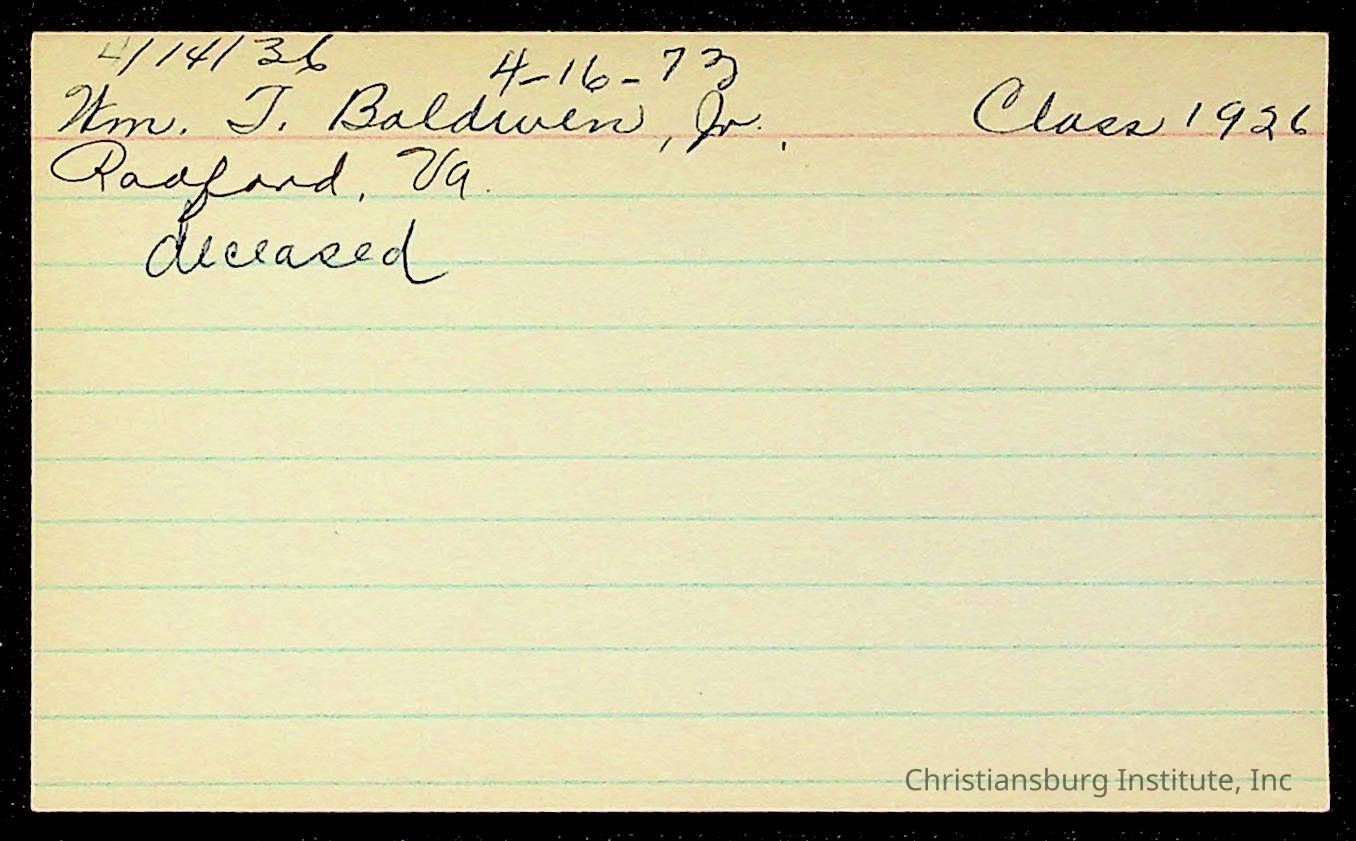 4/14/36 4-16-73
Wm. T. Baldwin, Jr. Class 1926
Radford, Va.
deceased
Christiansburg Institute, Inc